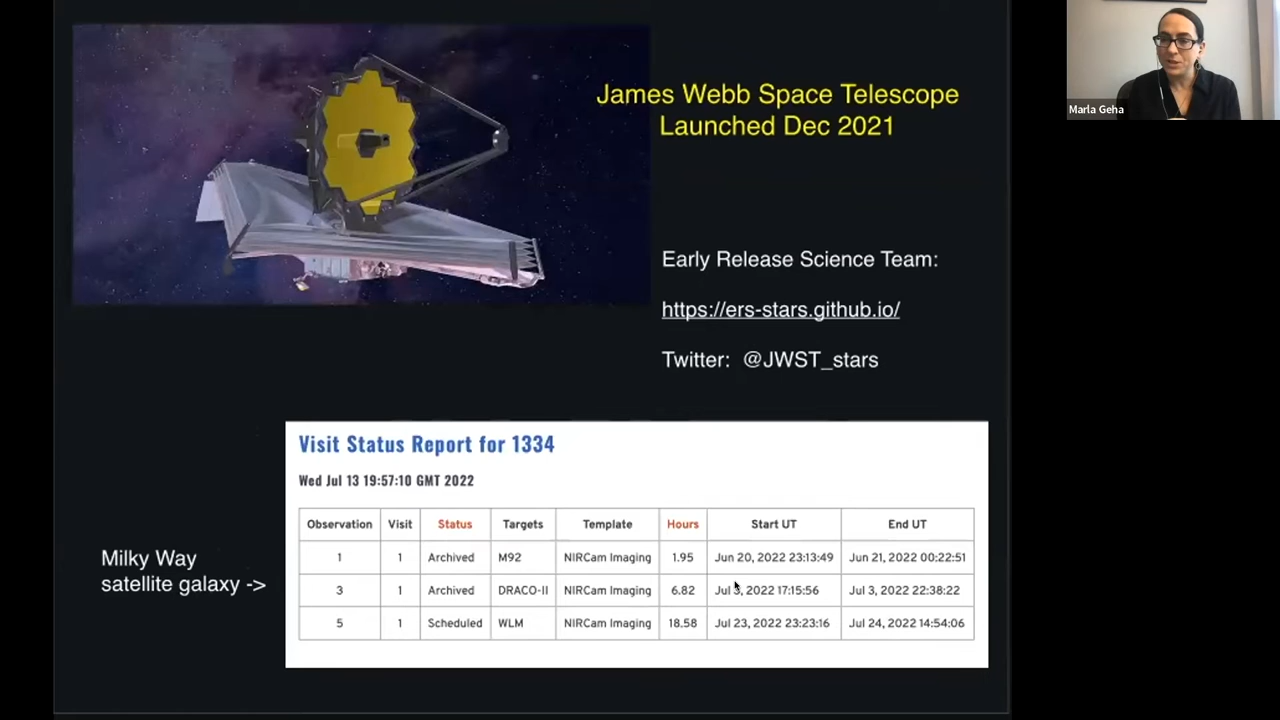 James Webb Space Telescope
Launched Dec 2021
Marla Geha
Early Release Science Team:
https://ers-stars.github.io/
Twitter: @JWST_stars
Visit Status Report for 1334
Wed Jul 13 19:57:10 GMT 2022
Observation Visit Status Targets Template Hours Start UT End UT
1 1 Archived M92 NIRCam Imaging 1.95 Jun 20, 2022 23:13:49 Jun 21, 2022 00:22:51
3 1 Archived DRACO-II NIRCam Imaging 6.82 Jul 3, 2022 17:15:56 Jul 3, 2022 22:38:22
5 1 Scheduled WLM NIRCam Imaging 18.58 Jul 23, 2022 23:23:16 Jul 24, 2022 14:54:06
Milky Way
satellite galaxy ->